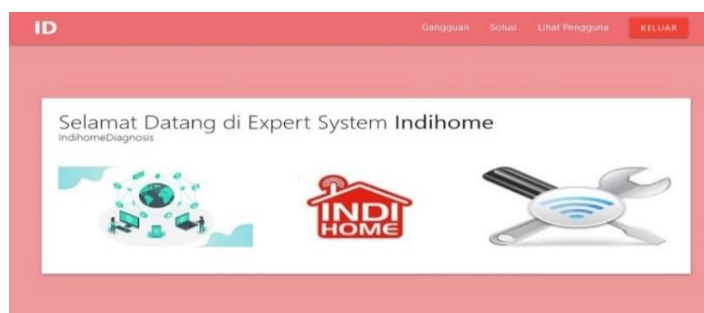 ID
Gangguan Solusi Lihat Pengguna KELUAR
Selamat Datang di Expert System Indihome
IndihomeDiagnosis
INDI
HOME